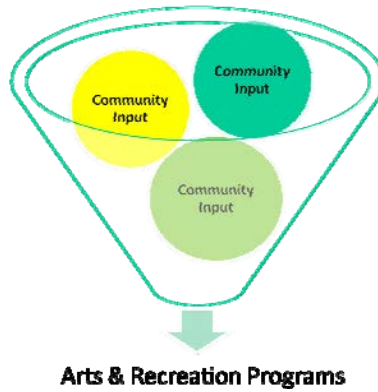 Community
Input
Community
Input
Community
Input
Arts & Recreation Programs